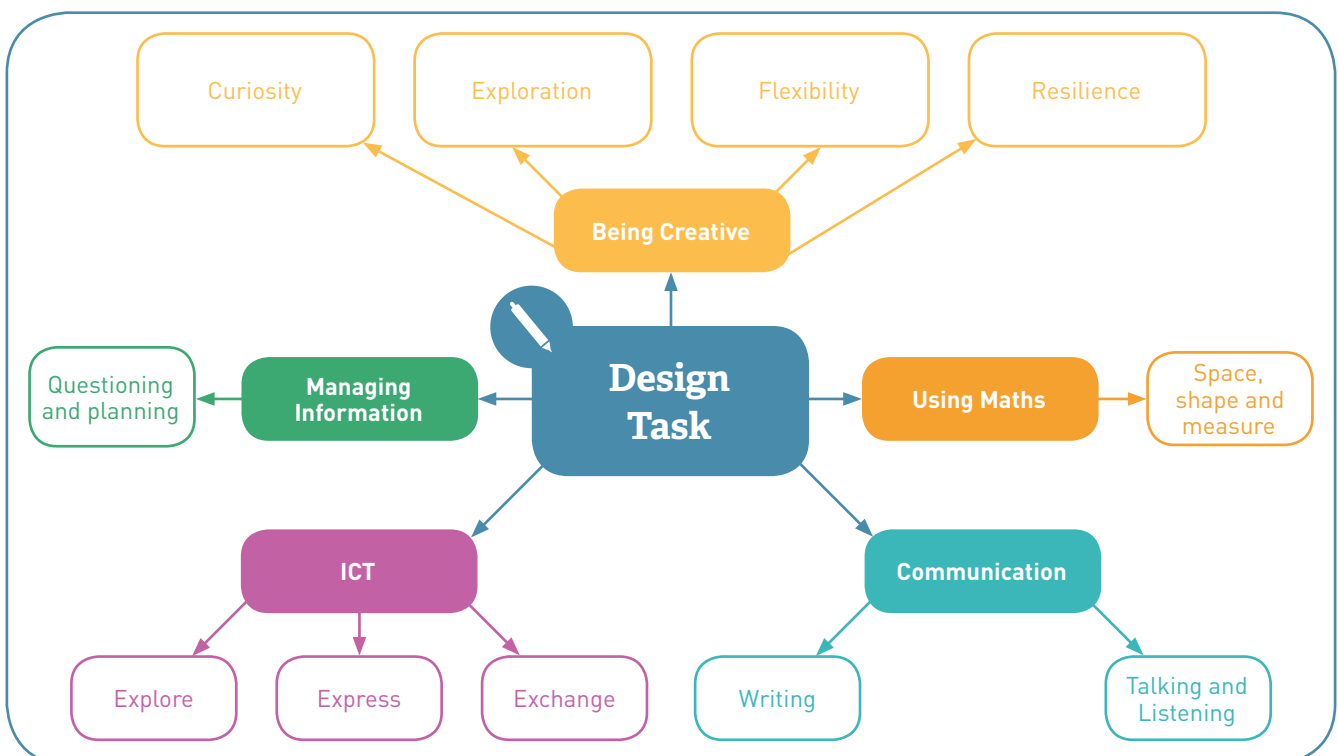 Curiosity
Exploration
Flexibility
Resilience
Being Creative
Questioning
and planning
Managing
Information
Design
Task
Using Maths
Space,
shape and
measure
ICT
Communication
Explore
Express
Exchange
Writing
Talking and
Listening